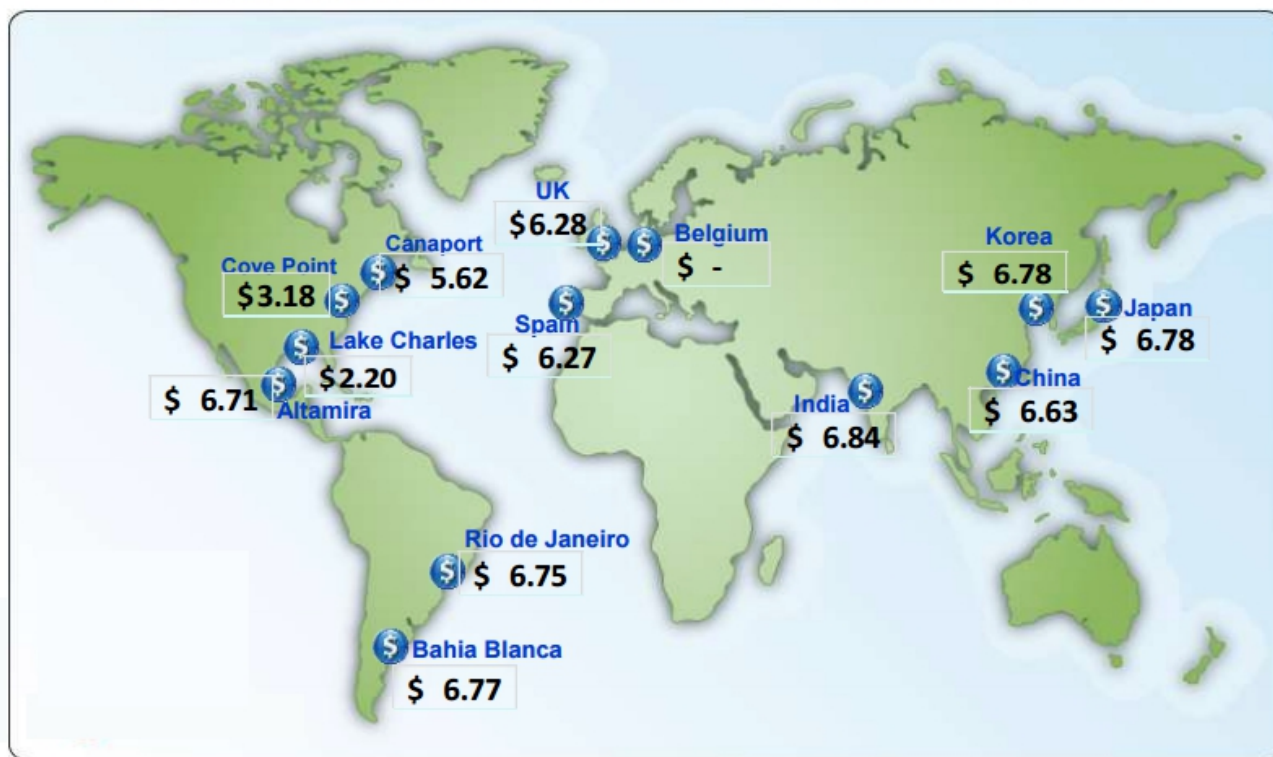 UK
$6.28
Belgium
$ -
Canaport
$ 5.62
Cove Point
$3.18
Korea
$ 6.78
Japan
$ 6.78
Spain
$ 6.27
Lake Charles
$2.20
$ 6.71
Altamira
China
$ 6.63
India
$ 6.84
Rio de Janeiro
$ 6.75
Bahia Blanca
$ 6.77